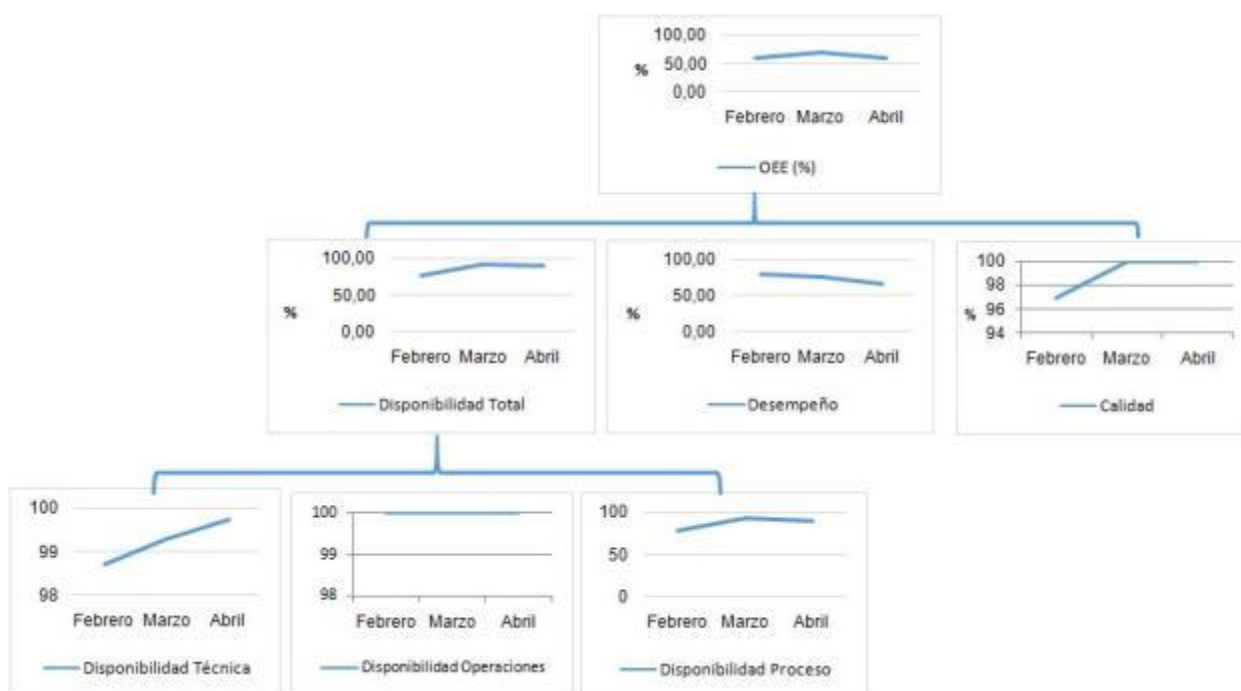 100,00
% 50,00
0,00
Febrero Marzo Abril
OEE (%)
100,00
% 50,00
0,00
Febrero Marzo Abril
Disponibilidad Total
100,00
% 50,00
0,00
Febrero Marzo Abril
Desempeño
100
98
% 96
94
Febrero Marzo Abril
Calidad
100
99
98
Febrero Marzo Abril
Disponibilidad Técnica
100
99
98
Febrero Marzo Abril
Disponibilidad Operaciones
100
50
0
Febrero Marzo Abril
Disponibilidad Proceso